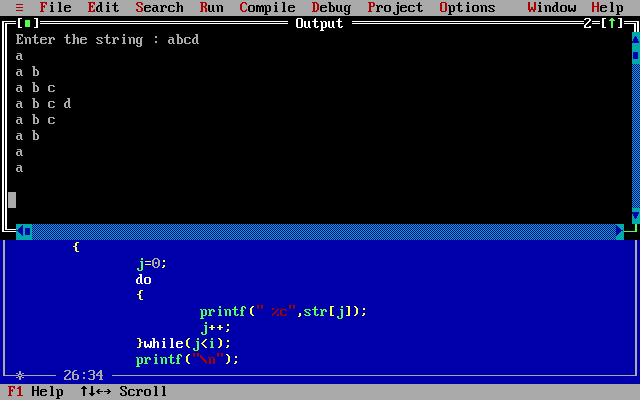 ≡ File Edit Search Run Compile Debug Project Options Window Help
[■] Output 2=[↑]
Enter the string : abcd
a
a b
a b c
a b c d
a b c
a b
a
a
{
j=0;
do
{
printf(" %c",str[j]);
j++;
}while(j<i);
printf("\n");
* 26:34
F1 Help ↑↓←→ Scroll